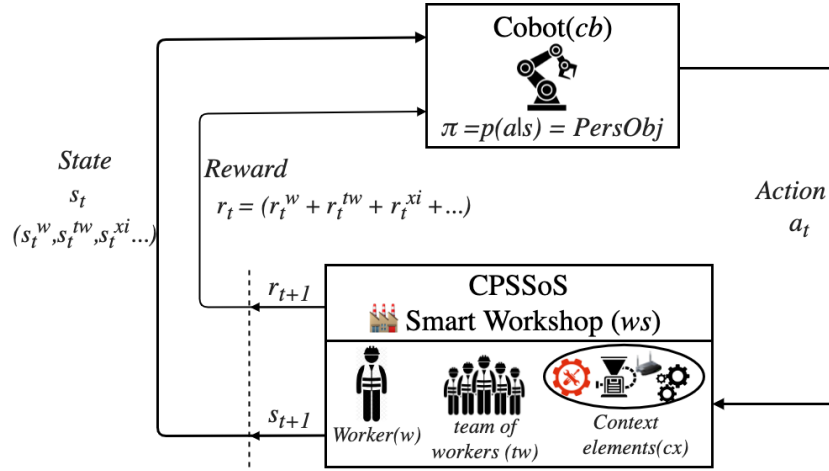 Cobot(cb)
π =p(a|s) = PersObj
State
s_t
(s_t^w,s_t^tw,s_t^xi...)
Reward
r_t = (r_t^w + r_t^tw + r_t^xi +...)
Action
a_t
r_t+1
CPSSoS
Smart Workshop (ws)
s_t+1
Worker(w)
team of
workers (tw)
Context
elements(cx)